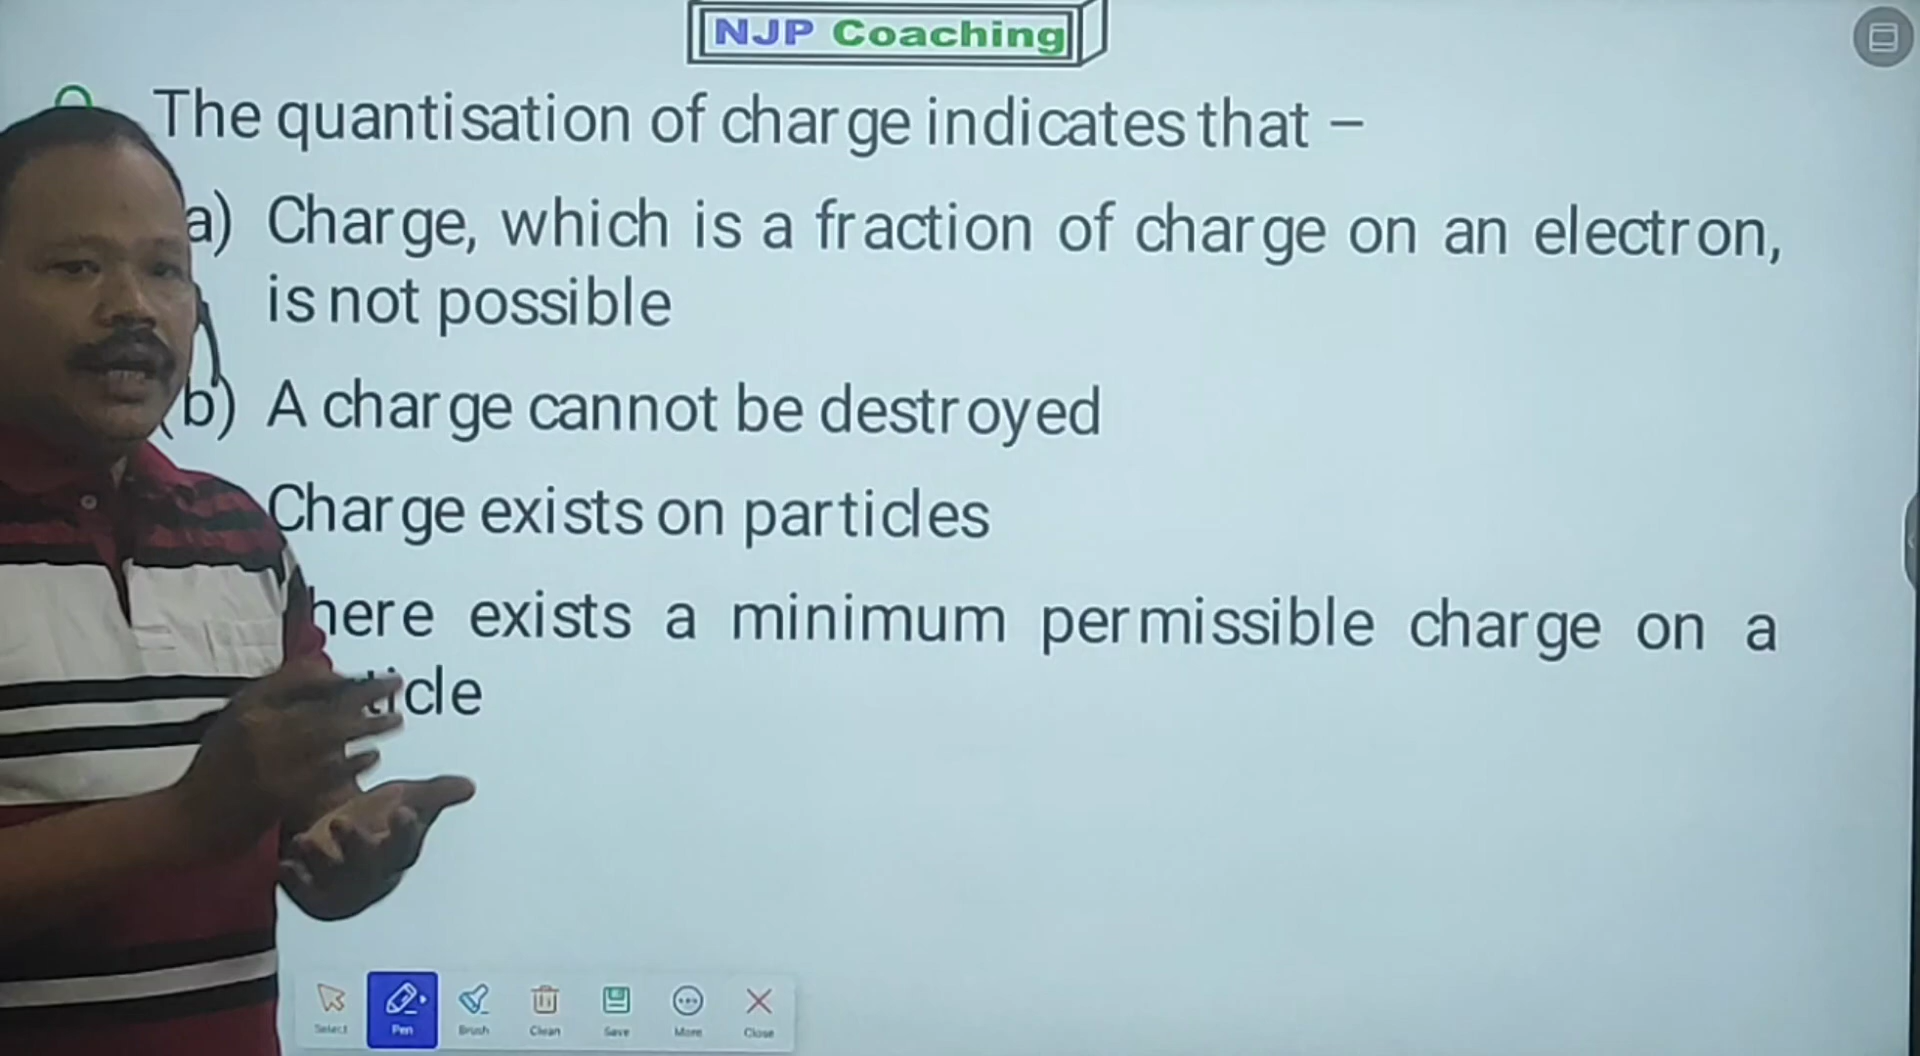 NJP Coaching
The quantisation of charge indicates that –
a) Charge, which is a fraction of charge on an electron,
is not possible
(b) A charge cannot be destroyed
Charge exists on particles
exists a minimum permissible charge on a
Select Pen Brush Clean Save More Close